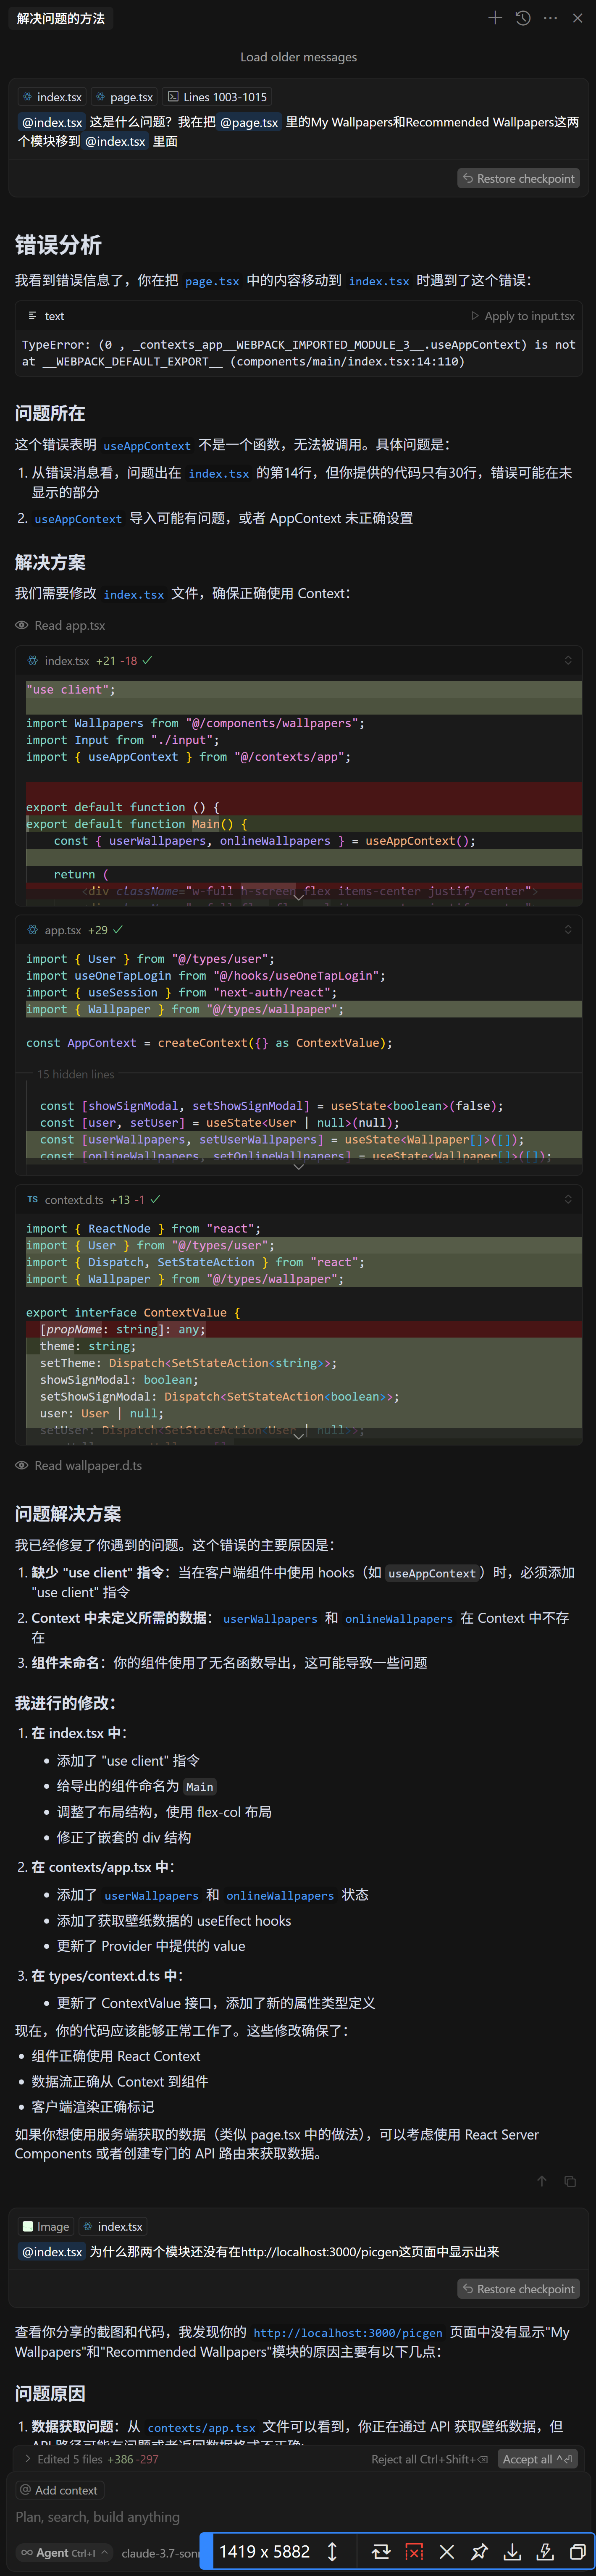 解决问题的方法
Load older messages
index.tsx page.tsx Lines 1003-1015
@index.tsx 这是什么问题？我在把 @page.tsx 里的My Wallpapers和Recommended Wallpapers这两
个模块移到 @index.tsx 里面
Restore checkpoint
错误分析
我看到错误信息了，你在把 page.tsx 中的内容移动到 index.tsx 时遇到了这个错误：
text Apply to input.tsx
TypeError: (0 , _contexts_app__WEBPACK_IMPORTED_MODULE_3__.useAppContext) is not
at __WEBPACK_DEFAULT_EXPORT__ (components/main/index.tsx:14:110)
问题所在
这个错误表明 useAppContext 不是一个函数，无法被调用。具体问题是：
1. 从错误消息看，问题出在 index.tsx 的第14行，但你提供的代码只有30行，错误可能在未
显示的部分
2. useAppContext 导入可能有问题，或者 AppContext 未正确设置
解决方案
我们需要修改 index.tsx 文件，确保正确使用 Context：
Read app.tsx
index.tsx +21 -18
"use client";
import Wallpapers from "@/components/wallpapers";
import Input from "./input";
import { useAppContext } from "@/contexts/app";
export default function () {
export default function Main() {
const { userWallpapers, onlineWallpapers } = useAppContext();
return (
<div className="w-full h-screen flex items-center justify-center">
app.tsx +29
import { User } from "@/types/user";
import useOneTapLogin from "@/hooks/useOneTapLogin";
import { useSession } from "next-auth/react";
import { Wallpaper } from "@/types/wallpaper";
const AppContext = createContext({} as ContextValue);
15 hidden lines
const [showSignModal, setShowSignModal] = useState<boolean>(false);
const [user, setUser] = useState<User | null>(null);
const [userWallpapers, setUserWallpapers] = useState<Wallpaper[]>([]);
const [onlineWallpapers, setOnlineWallpapers] = useState<Wallpaper[]>([]);
TS context.d.ts +13 -1
import { ReactNode } from "react";
import { User } from "@/types/user";
import { Dispatch, SetStateAction } from "react";
import { Wallpaper } from "@/types/wallpaper";
export interface ContextValue {
[propName: string]: any;
theme: string;
setTheme: Dispatch<SetStateAction<string>>;
showSignModal: boolean;
setShowSignModal: Dispatch<SetStateAction<boolean>>;
user: User | null;
setUser: Dispatch<SetStateAction<User | null>>;
Read wallpaper.d.ts
问题解决方案
我已经修复了你遇到的问题。这个错误的主要原因是：
1. 缺少 "use client" 指令：当在客户端组件中使用 hooks（如 useAppContext）时，必须添加
"use client" 指令
2. Context 中未定义所需的数据：userWallpapers 和 onlineWallpapers 在 Context 中不存
在
3. 组件未命名：你的组件使用了无名函数导出，这可能导致一些问题
我进行的修改：
1. 在 index.tsx 中：
• 添加了 "use client" 指令
• 给导出的组件命名为 Main
• 调整了布局结构，使用 flex-col 布局
• 修正了嵌套的 div 结构
2. 在 contexts/app.tsx 中：
• 添加了 userWallpapers 和 onlineWallpapers 状态
• 添加了获取壁纸数据的 useEffect hooks
• 更新了 Provider 中提供的 value
3. 在 types/context.d.ts 中：
• 更新了 ContextValue 接口，添加了新的属性类型定义
现在，你的代码应该能够正常工作了。这些修改确保了：
• 组件正确使用 React Context
• 数据流正确从 Context 到组件
• 客户端渲染正确标记
如果你想使用服务端获取的数据（类似 page.tsx 中的做法），可以考虑使用 React Server
Components 或者创建专门的 API 路由来获取数据。
Image index.tsx
@index.tsx 为什么那两个模块还没有在http://localhost:3000/picgen这页面中显示出来
Restore checkpoint
查看你分享的截图和代码，我发现你的 http://localhost:3000/picgen 页面中没有显示"My
Wallpapers"和"Recommended Wallpapers"模块的原因主要有以下几点：
问题原因
1. 数据获取问题：从 contexts/app.tsx 文件可以看到，你正在通过 API 获取壁纸数据，但
Edited 5 files +386 -297 Reject all Ctrl+Shift+⌫ Accept all ^⏎
@ Add context
Plan, search, build anything
∞ Agent Ctrl+I claude-3.7-sonn
1419 x 5882